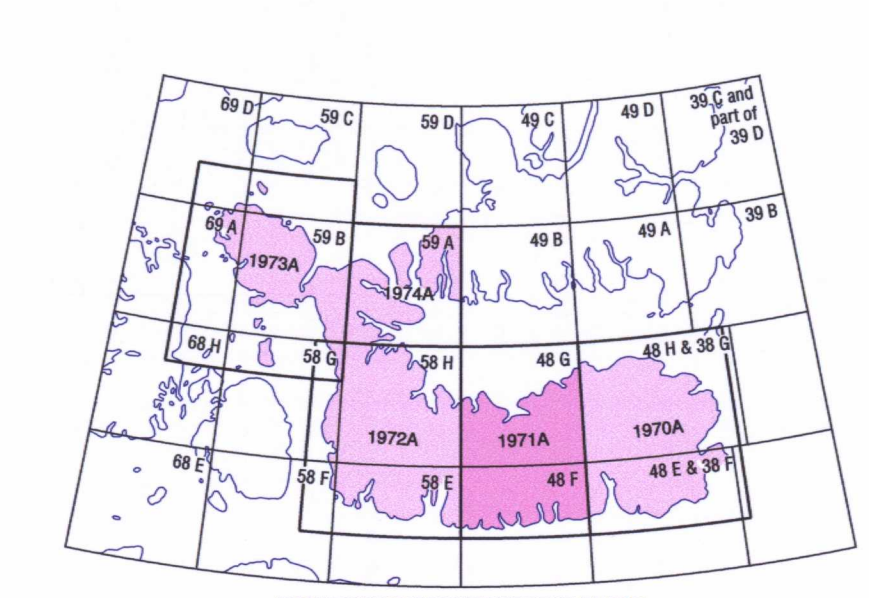 69 D
59 C
59 D
49 C
49 D
39 C and
part of
39 D
69 A
59 B
59 A
49 B
49 A
39 B
1973A
1974A
68 H
58 G
58 H
48 G
48 H & 38 G
1972A
1971A
1970A
68 E
58 F
58 E
48 F
48 E & 38 F